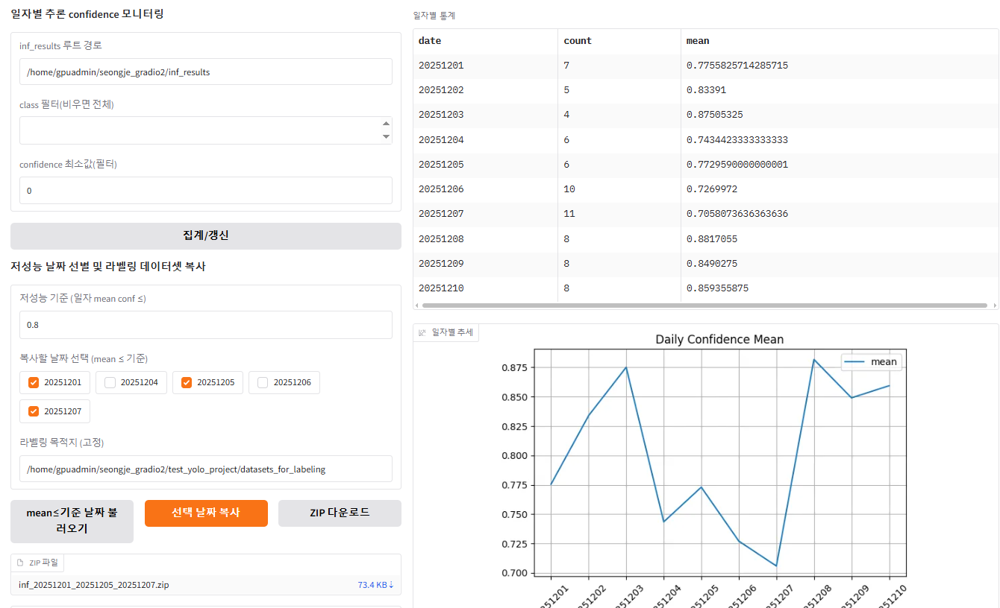 일자별 추론 confidence 모니터링
inf_results 루트 경로
/home/gpuadmin/seongje_gradio2/inf_results
class 필터(비우면 전체)
confidence 최소값(필터)
0
집계/갱신
저성능 날짜 선별 및 라벨링 데이터셋 복사
저성능 기준 (일자 mean conf ≤)
0.8
복사할 날짜 선택 (mean ≤ 기준)
20251201 20251204 20251205 20251206
20251207
라벨링 목적지 (고정)
/home/gpuadmin/seongje_gradio2/test_yolo_project/datasets_for_labeling
mean≤기준 날짜 불
러오기
선택 날짜 복사
ZIP 다운로드
ZIP 파일
inf_20251201_20251205_20251207.zip 73.4 KB ⇣
일자별 통계
date count mean
20251201 7 0.7755825714285715
20251202 5 0.83391
20251203 4 0.87505325
20251204 6 0.7434423333333333
20251205 6 0.7729590000000001
20251206 10 0.7269972
20251207 11 0.7058073636363636
20251208 8 0.8817055
20251209 8 0.8490275
20251210 8 0.859355875
일자별 추세
Daily Confidence Mean
mean
0.875
0.850
0.825
0.800
0.775
0.750
0.725
0.700
251201
251202
251203
251204
251205
251206
251207
251208
251209
251210